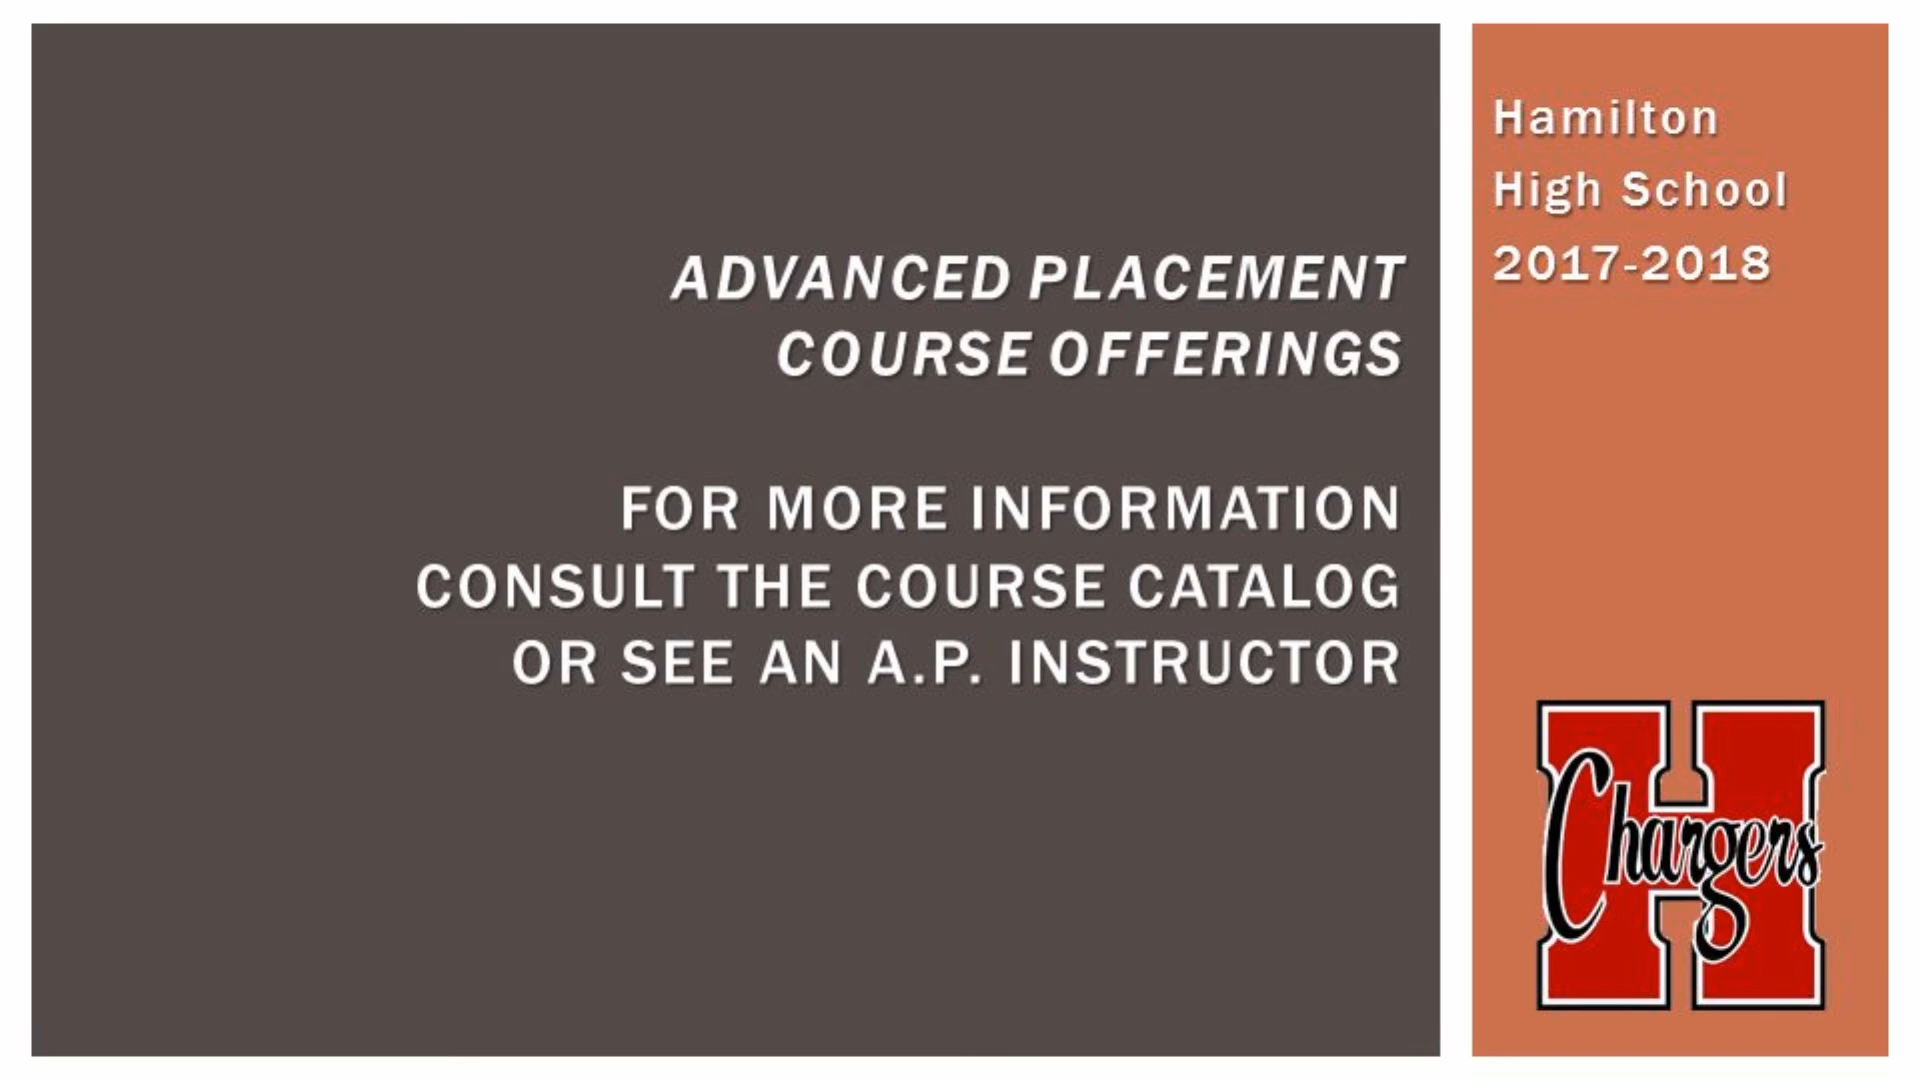 ADVANCED PLACEMENT
COURSE OFFERINGS
FOR MORE INFORMATION
CONSULT THE COURSE CATALOG
OR SEE AN A.P. INSTRUCTOR
Hamilton
High School
2017-2018
H
Chargers